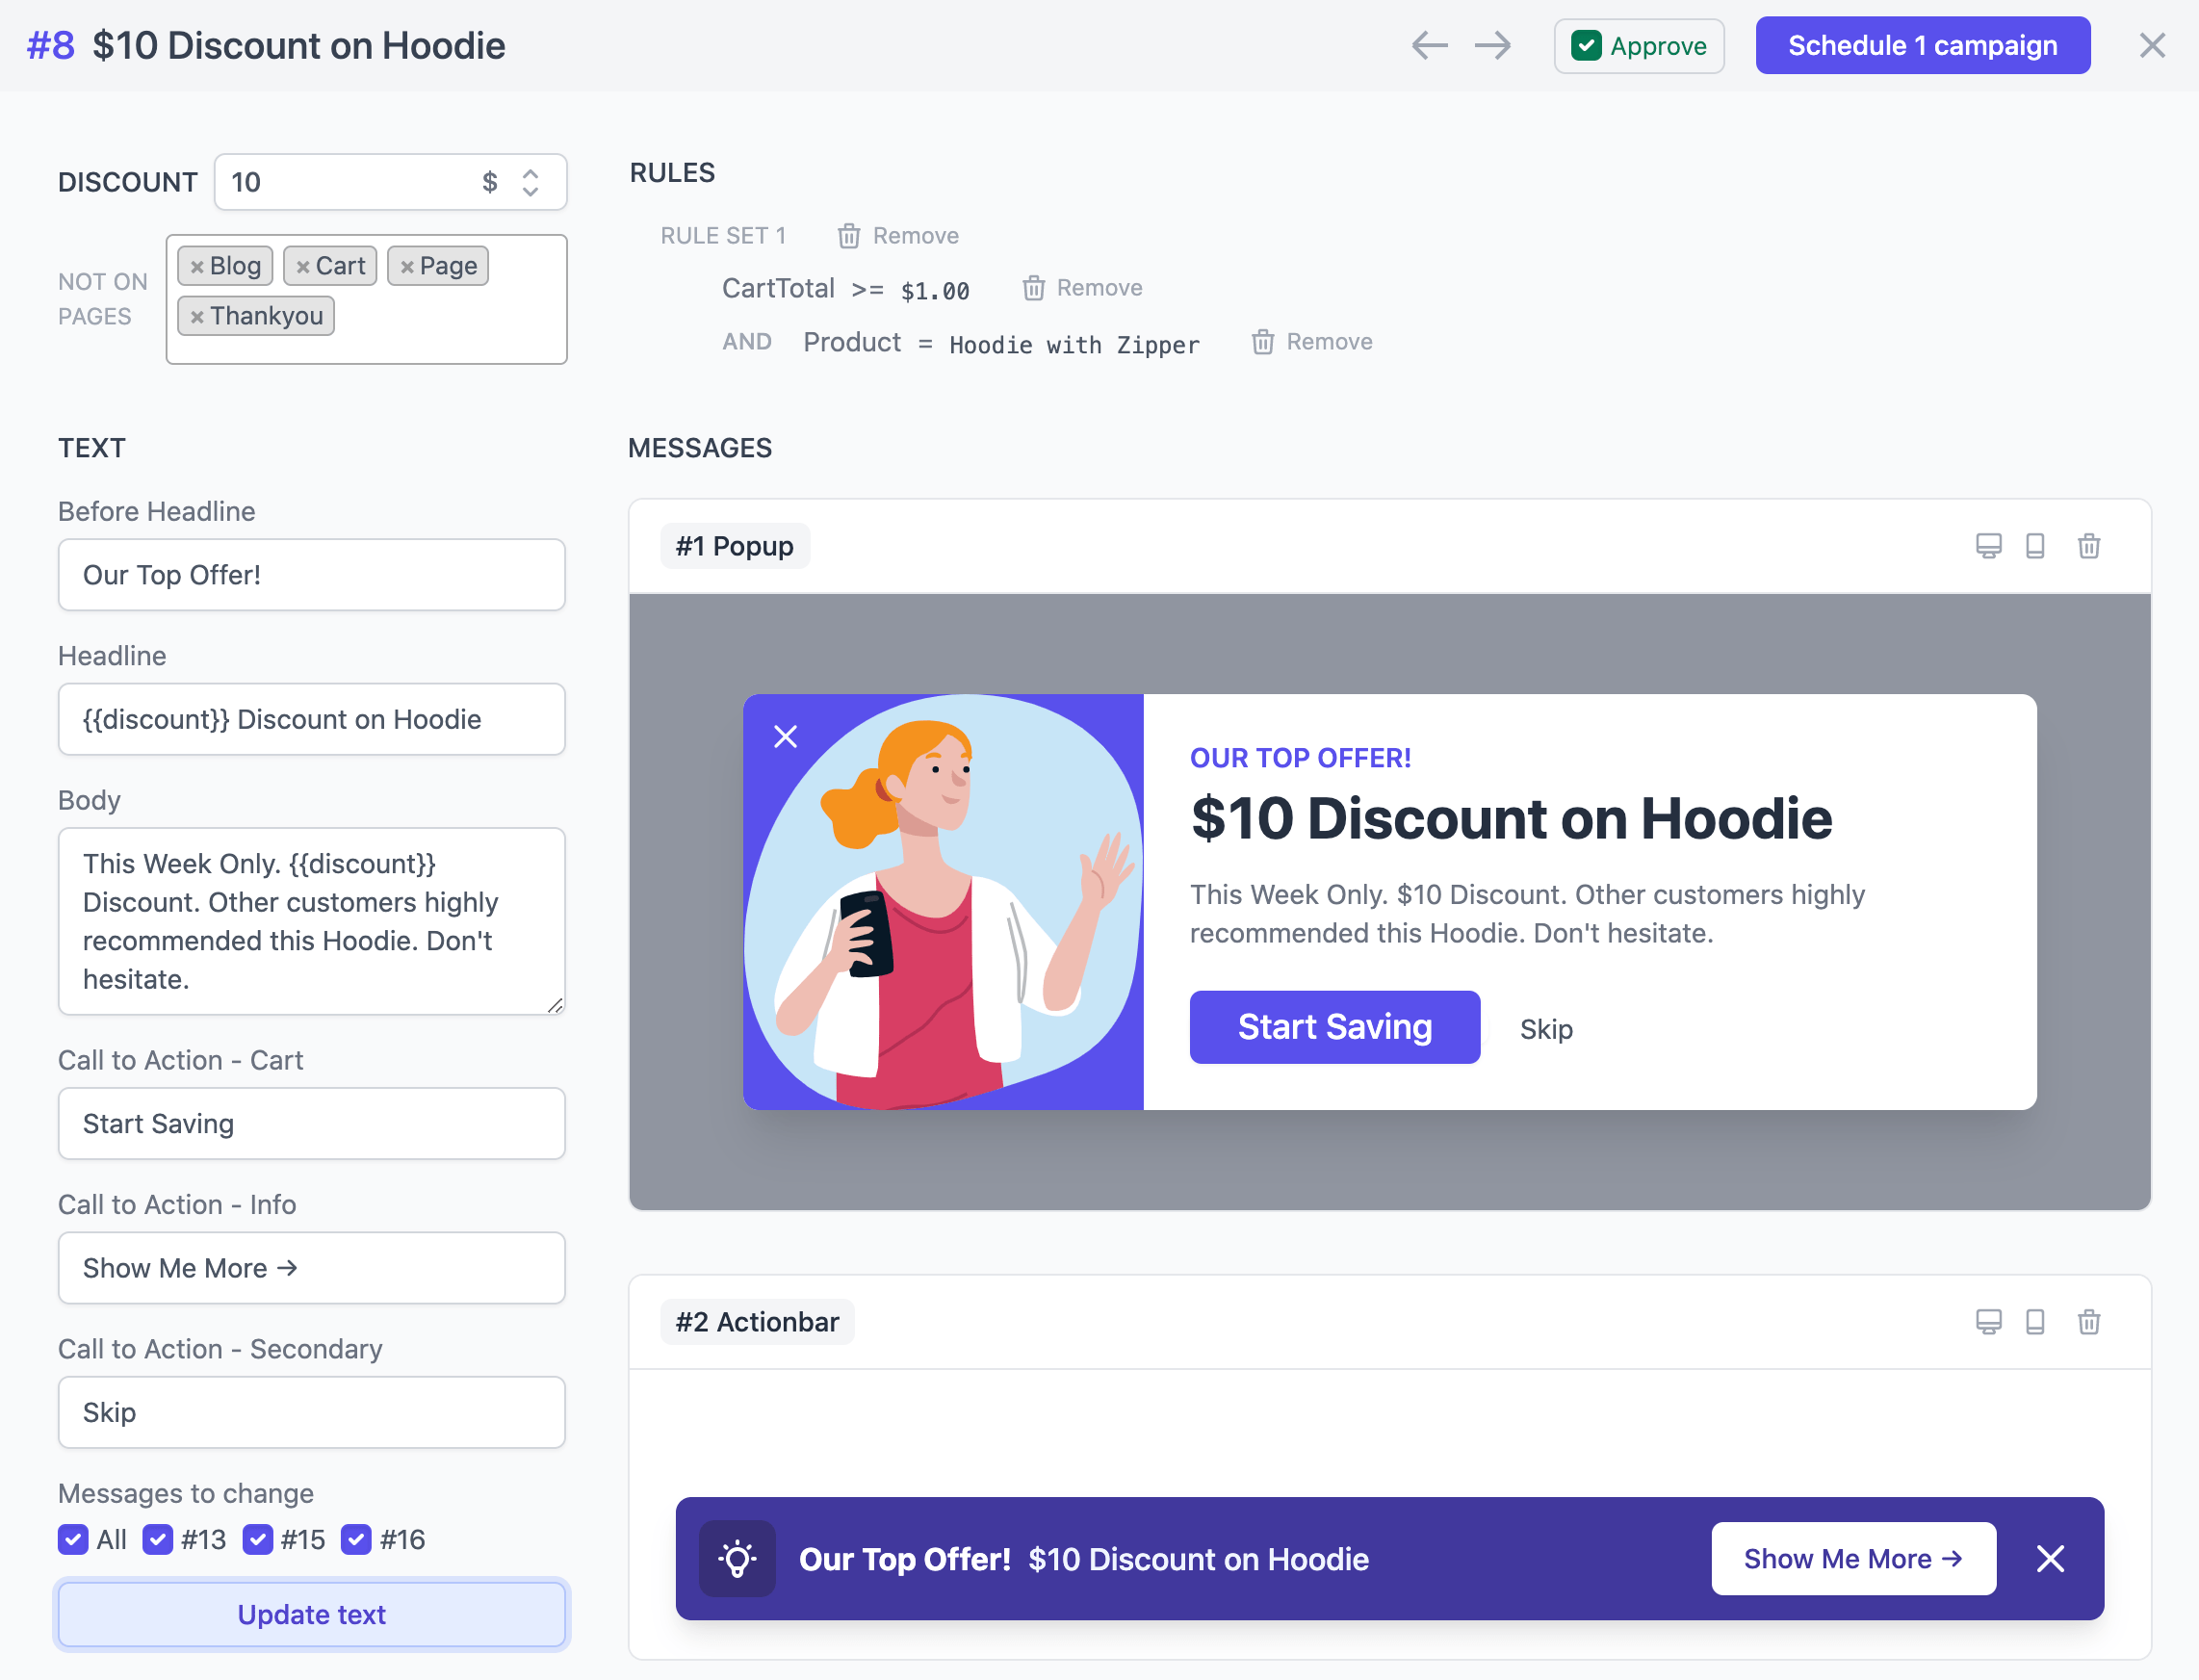 #8 $10 Discount on Hoodie
Approve
Schedule 1 campaign
DISCOUNT 10 $
NOT ON PAGES
× Blog × Cart × Page
× Thankyou
RULES
RULE SET 1 Remove
CartTotal >= $1.00 Remove
AND Product = Hoodie with Zipper Remove
TEXT
Before Headline
Our Top Offer!
Headline
{{discount}} Discount on Hoodie
Body
This Week Only. {{discount}}
Discount. Other customers highly
recommended this Hoodie. Don't
hesitate.
Call to Action - Cart
Start Saving
Call to Action - Info
Show Me More →
Call to Action - Secondary
Skip
Messages to change
All #13 #15 #16
Update text
MESSAGES
#1 Popup
OUR TOP OFFER!
$10 Discount on Hoodie
This Week Only. $10 Discount. Other customers highly
recommended this Hoodie. Don't hesitate.
Start Saving Skip
#2 Actionbar
Our Top Offer! $10 Discount on Hoodie Show Me More →